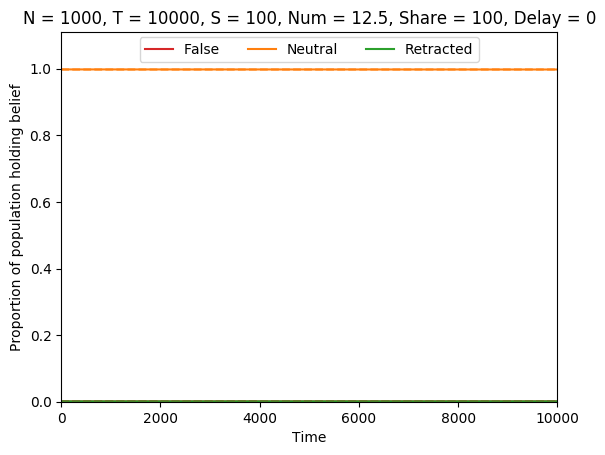 N = 1000, T = 10000, S = 100, Num = 12.5, Share = 100, Delay = 0
False Neutral Retracted
Proportion of population holding belief
1.0
0.8
0.6
0.4
0.2
0.0
0 2000 4000 6000 8000 10000
Time